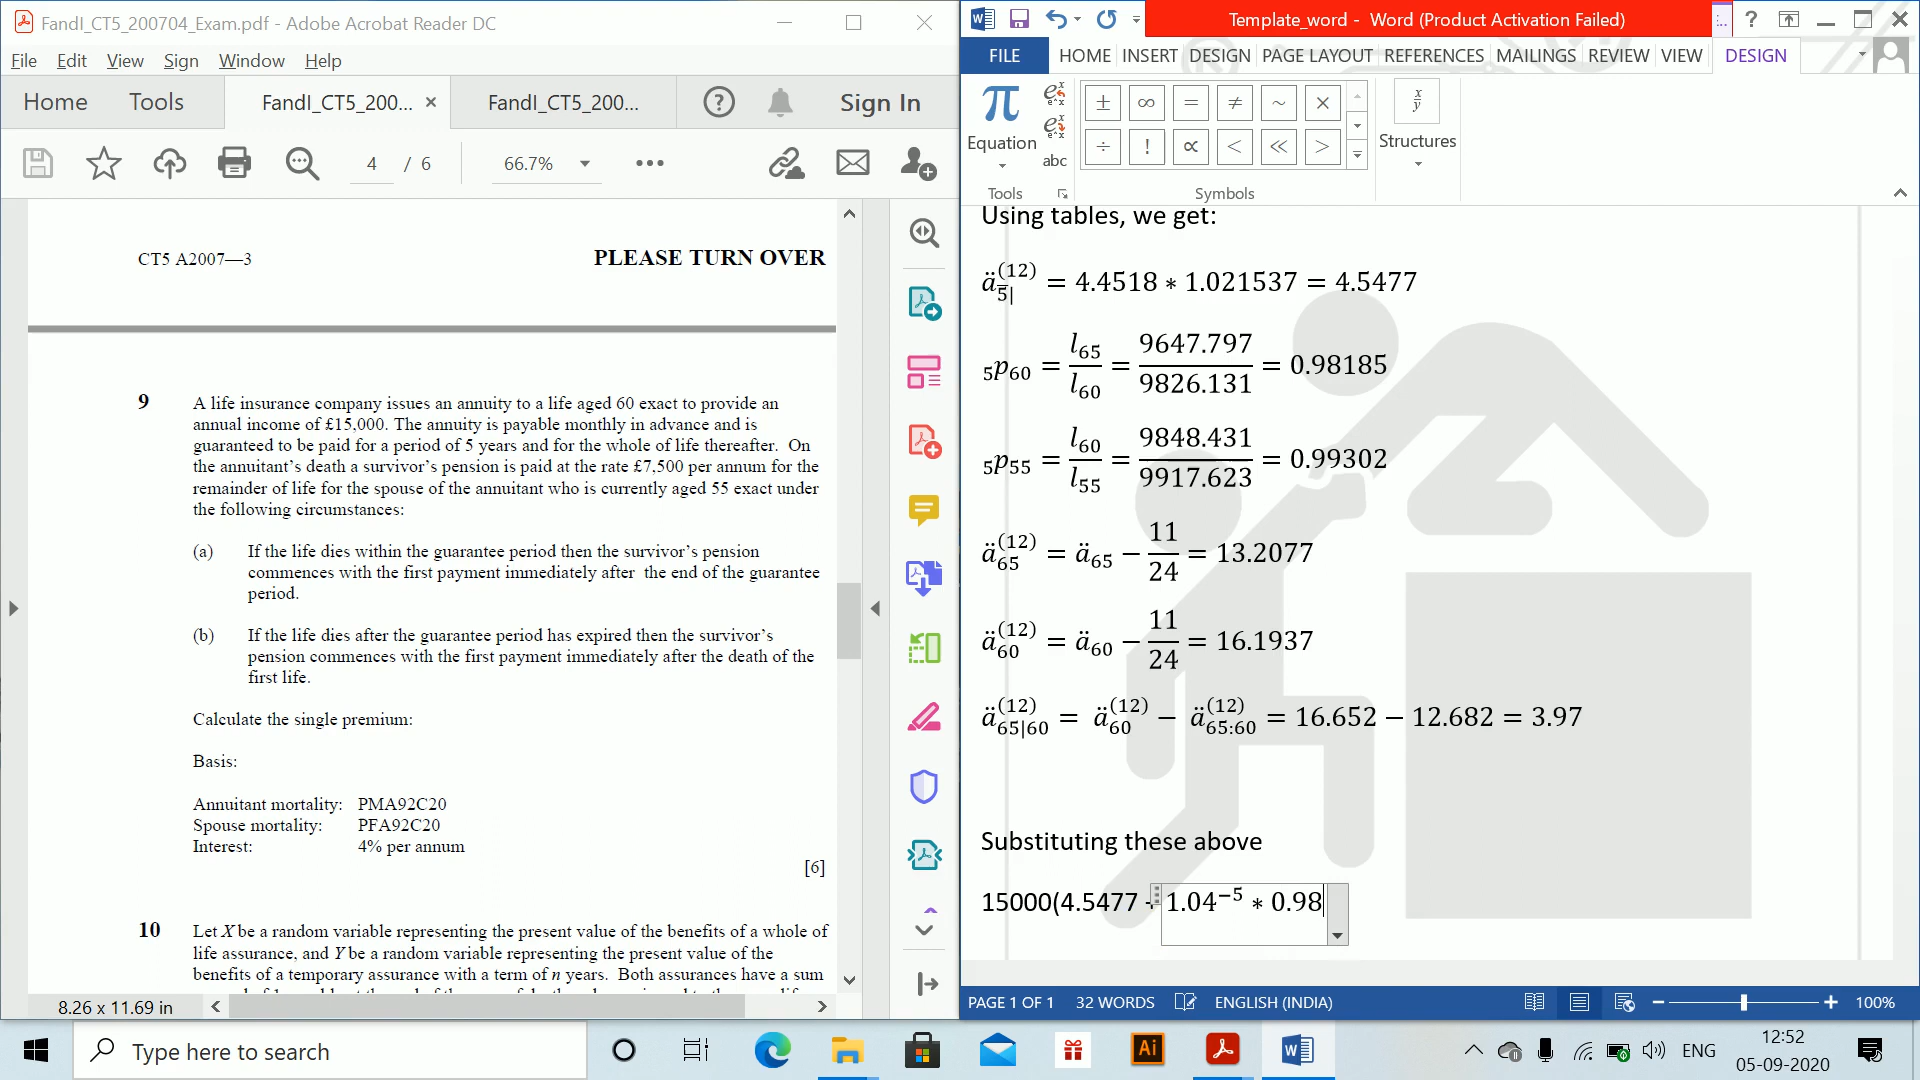 FandI_CT5_200704_Exam.pdf - Adobe Acrobat Reader DC
File Edit View Sign Window Help
Home Tools FandI_CT5_200... × FandI_CT5_200... ? Sign In
4 / 6 66.7%
CT5 A2007—3 PLEASE TURN OVER
9 A life insurance company issues an annuity to a life aged 60 exact to provide an
annual income of £15,000. The annuity is payable monthly in advance and is
guaranteed to be paid for a period of 5 years and for the whole of life thereafter. On
the annuitant's death a survivor's pension is paid at the rate £7,500 per annum for the
remainder of life for the spouse of the annuitant who is currently aged 55 exact under
the following circumstances:
(a) If the life dies within the guarantee period then the survivor's pension
commences with the first payment immediately after the end of the guarantee
period.
(b) If the life dies after the guarantee period has expired then the survivor's
pension commences with the first payment immediately after the death of the
first life.
Calculate the single premium:
Basis:
Annuitant mortality: PMA92C20
Spouse mortality: PFA92C20
Interest: 4% per annum
[6]
10 Let X be a random variable representing the present value of the benefits of a whole of
life assurance, and Y be a random variable representing the present value of the
benefits of a temporary assurance with a term of n years. Both assurances have a sum
8.26 x 11.69 in
Template_word - Word (Product Activation Failed)
FILE HOME INSERT DESIGN PAGE LAYOUT REFERENCES MAILINGS REVIEW VIEW DESIGN
π Equation abc ± ∞ = ≠ ~ × Structures
÷ ! ∝ < ≪ >
Tools Symbols
Using tables, we get:
ä_{5|}^{(12)} = 4.4518 ∗ 1.021537 = 4.5477
₅p₆₀ = l₆₅/l₆₀ = 9647.797/9826.131 = 0.98185
₅p₅₅ = l₆₀/l₅₅ = 9848.431/9917.623 = 0.99302
ä_{65}^{(12)} = ä₆₅ − 11/24 = 13.2077
ä_{60}^{(12)} = ä₆₀ − 11/24 = 16.1937
ä_{65|60}^{(12)} = ä_{60}^{(12)} − ä_{65:60}^{(12)} = 16.652 − 12.682 = 3.97
Substituting these above
15000(4.5477 + 1.04⁻⁵ ∗ 0.98
PAGE 1 OF 1 32 WORDS ENGLISH (INDIA) 100%
Type here to search Ai ENG 12:52
05-09-2020